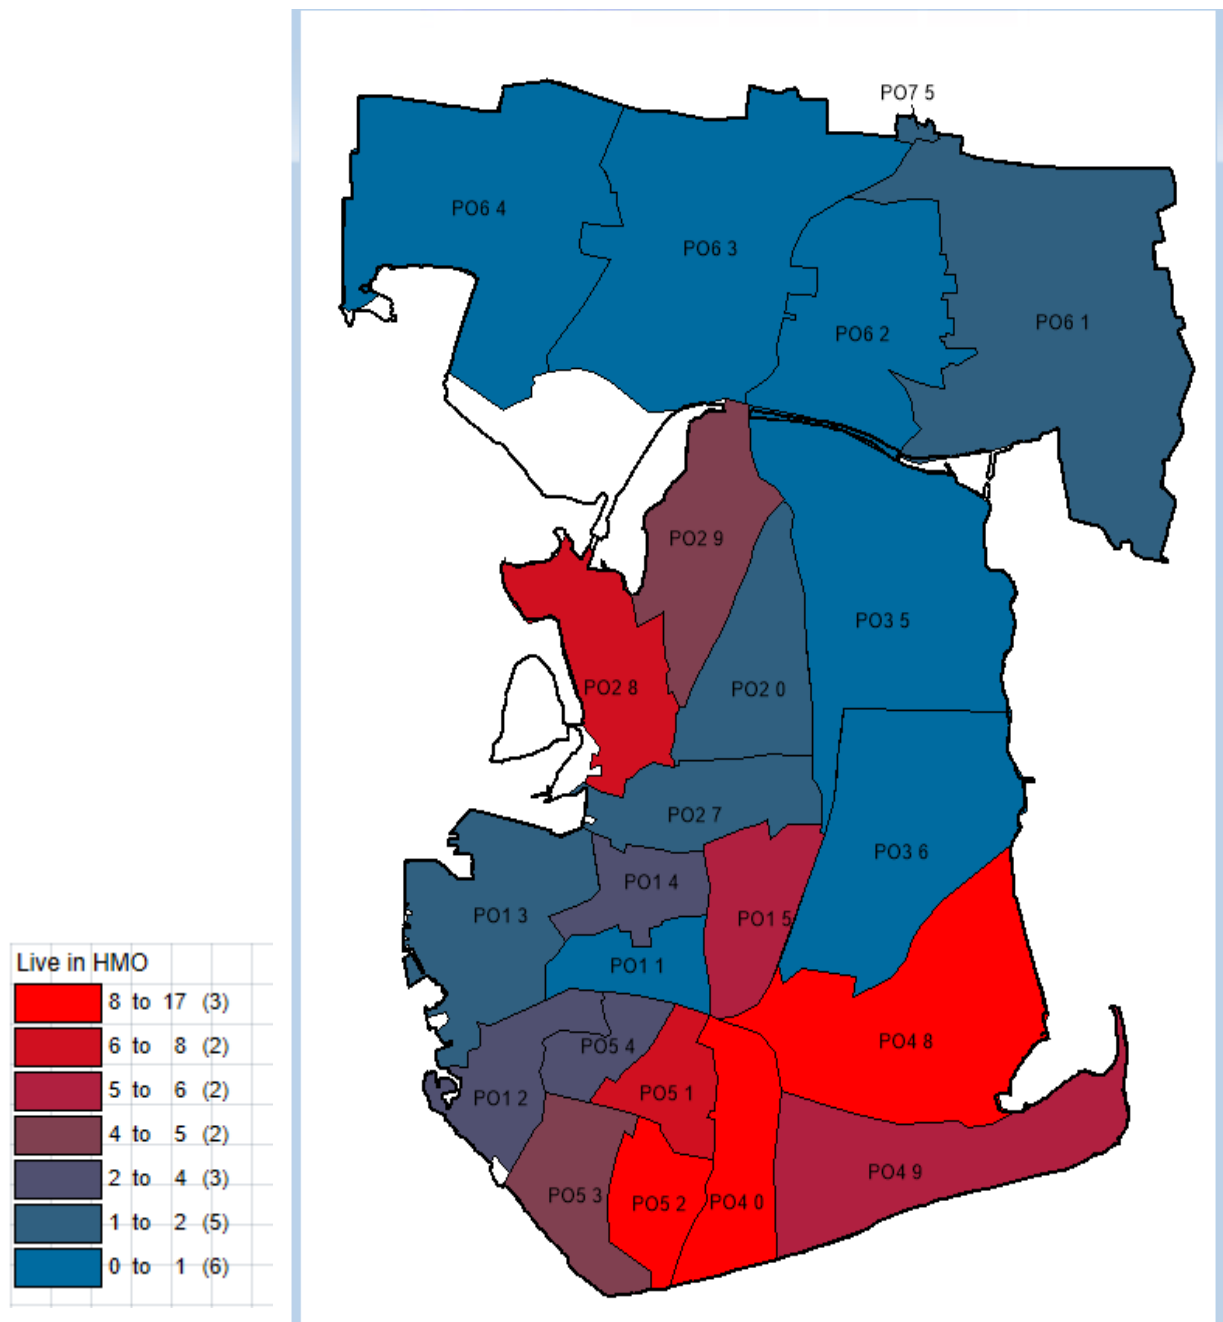 PO7 5
PO6 4
PO6 3
PO6 2
PO6 1
PO2 9
PO3 5
PO2 8
PO2 0
PO2 7
PO3 6
PO1 4
PO1 3
PO1 5
PO1 1
PO5 4
PO4 8
PO1 2
PO5 1
PO4 9
PO5 3
PO5 2
PO4 0
Live in HMO
8 to 17 (3)
6 to 8 (2)
5 to 6 (2)
4 to 5 (2)
2 to 4 (3)
1 to 2 (5)
0 to 1 (6)